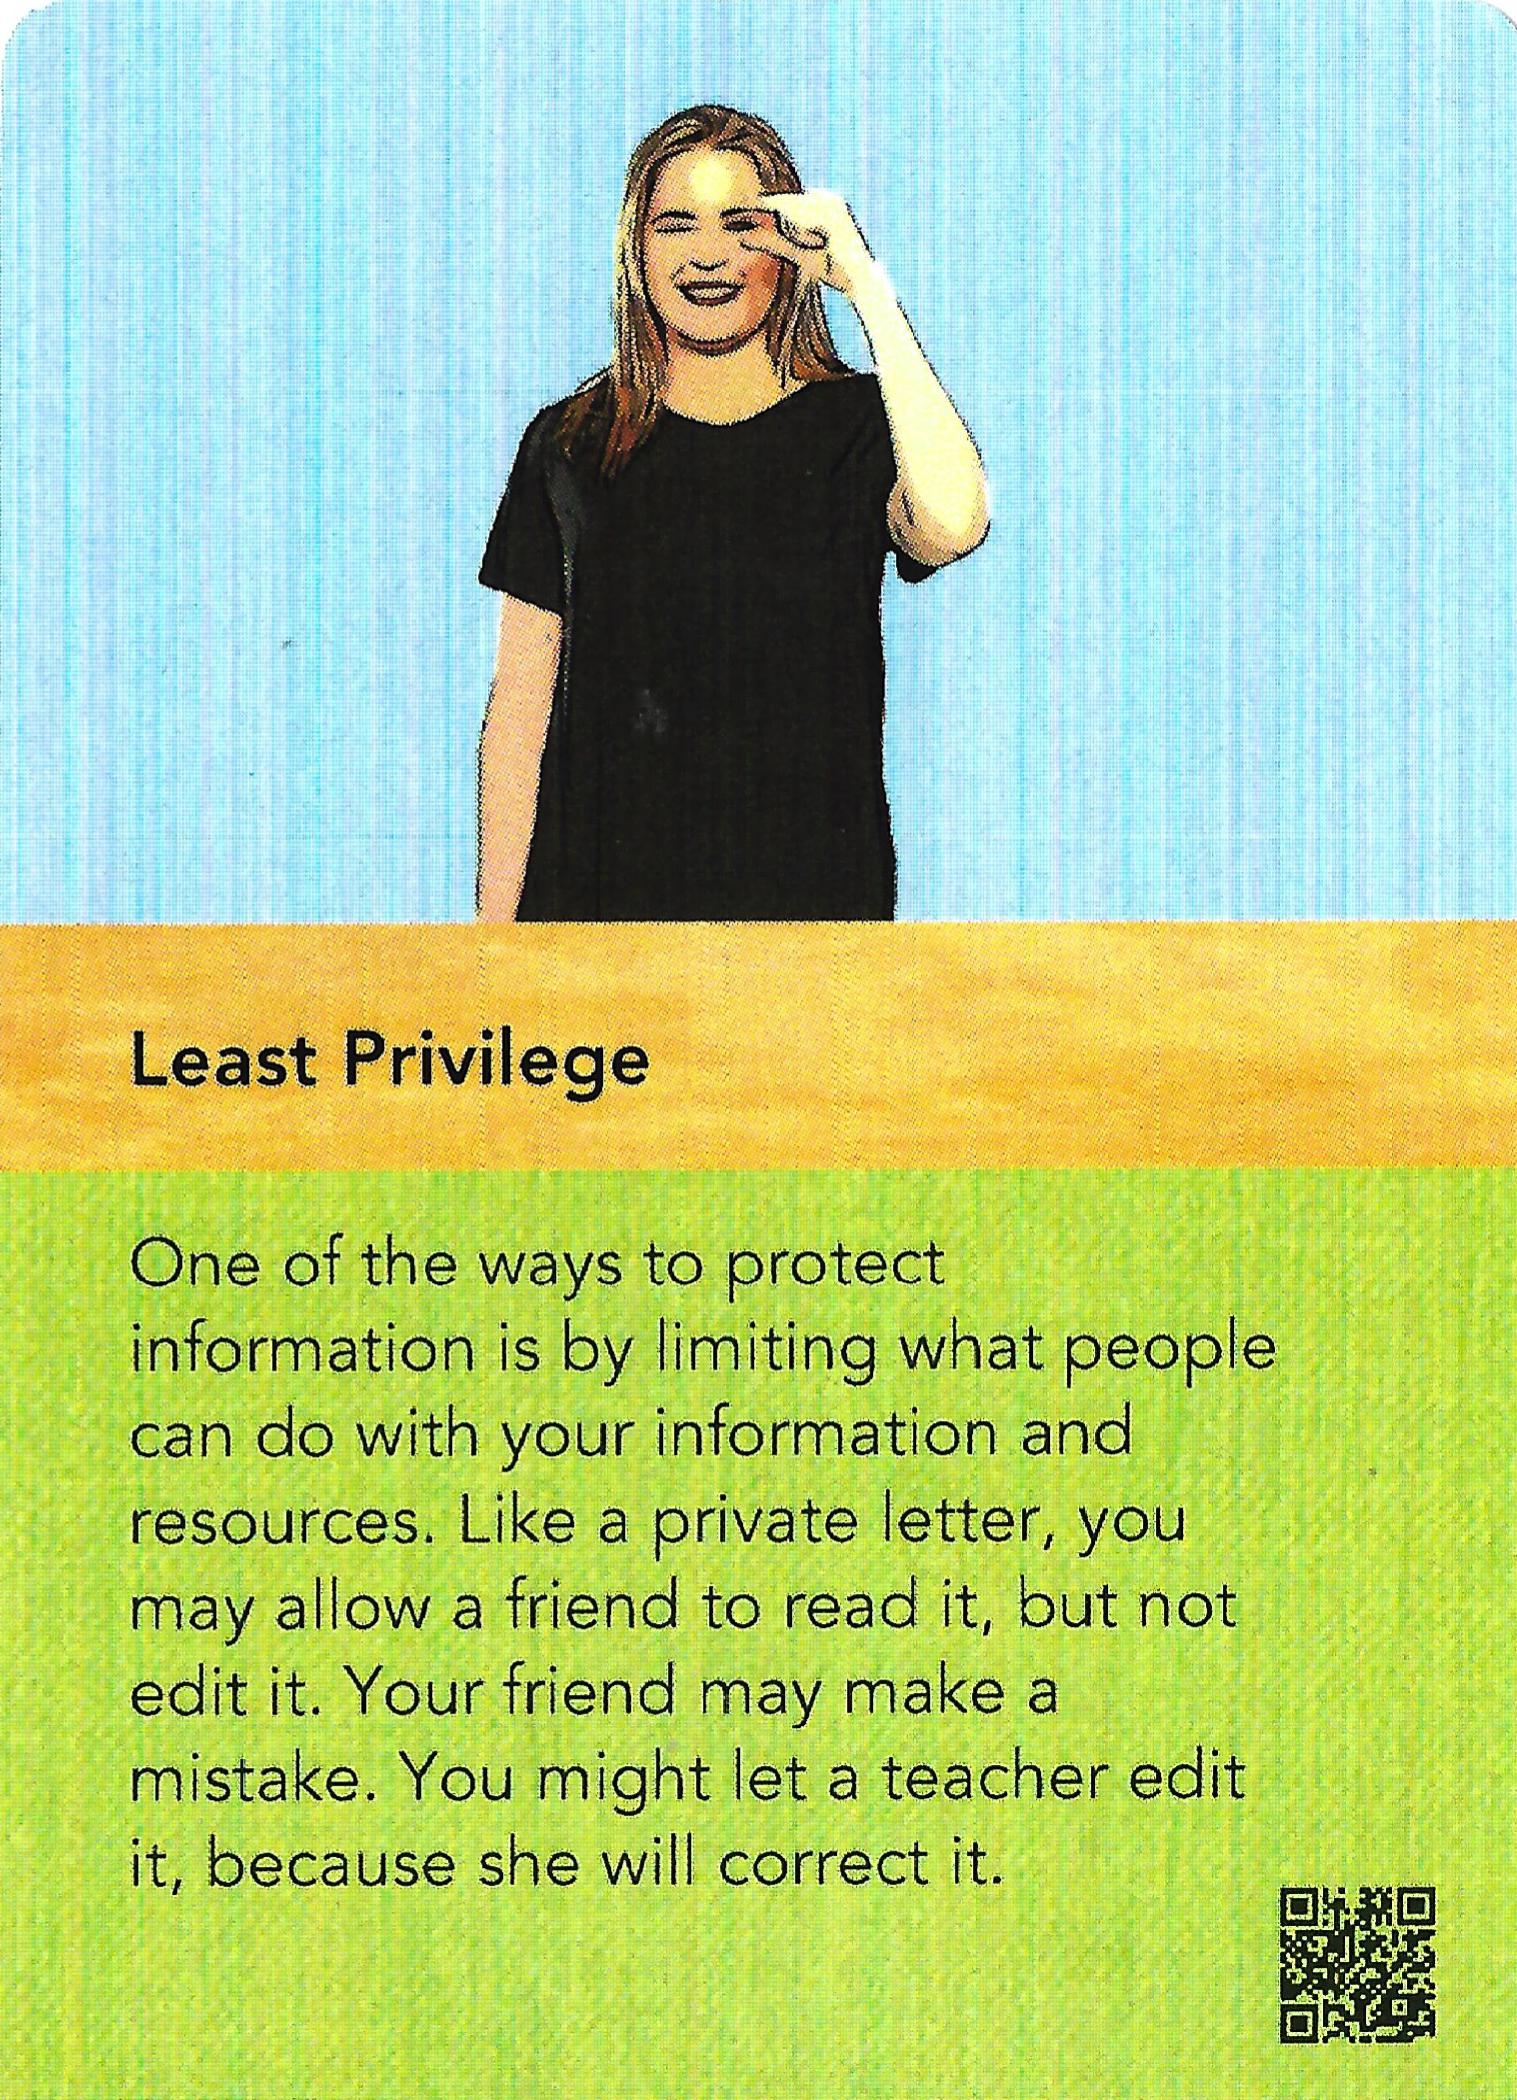 Least Privilege
One of the ways to protect
information is by limiting what people
can do with your information and
resources. Like a private letter, you
may allow a friend to read it, but not
edit it. Your friend may make a
mistake. You might let a teacher edit
it, because she will correct it.